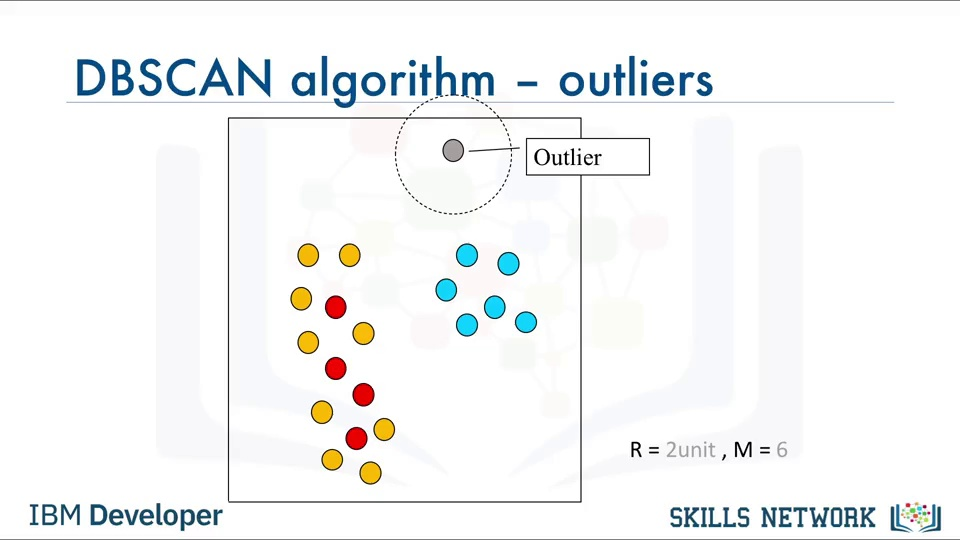 DBSCAN algorithm – outliers
Outlier
R = 2unit , M = 6
IBM Developer
SKILLS NETWORK